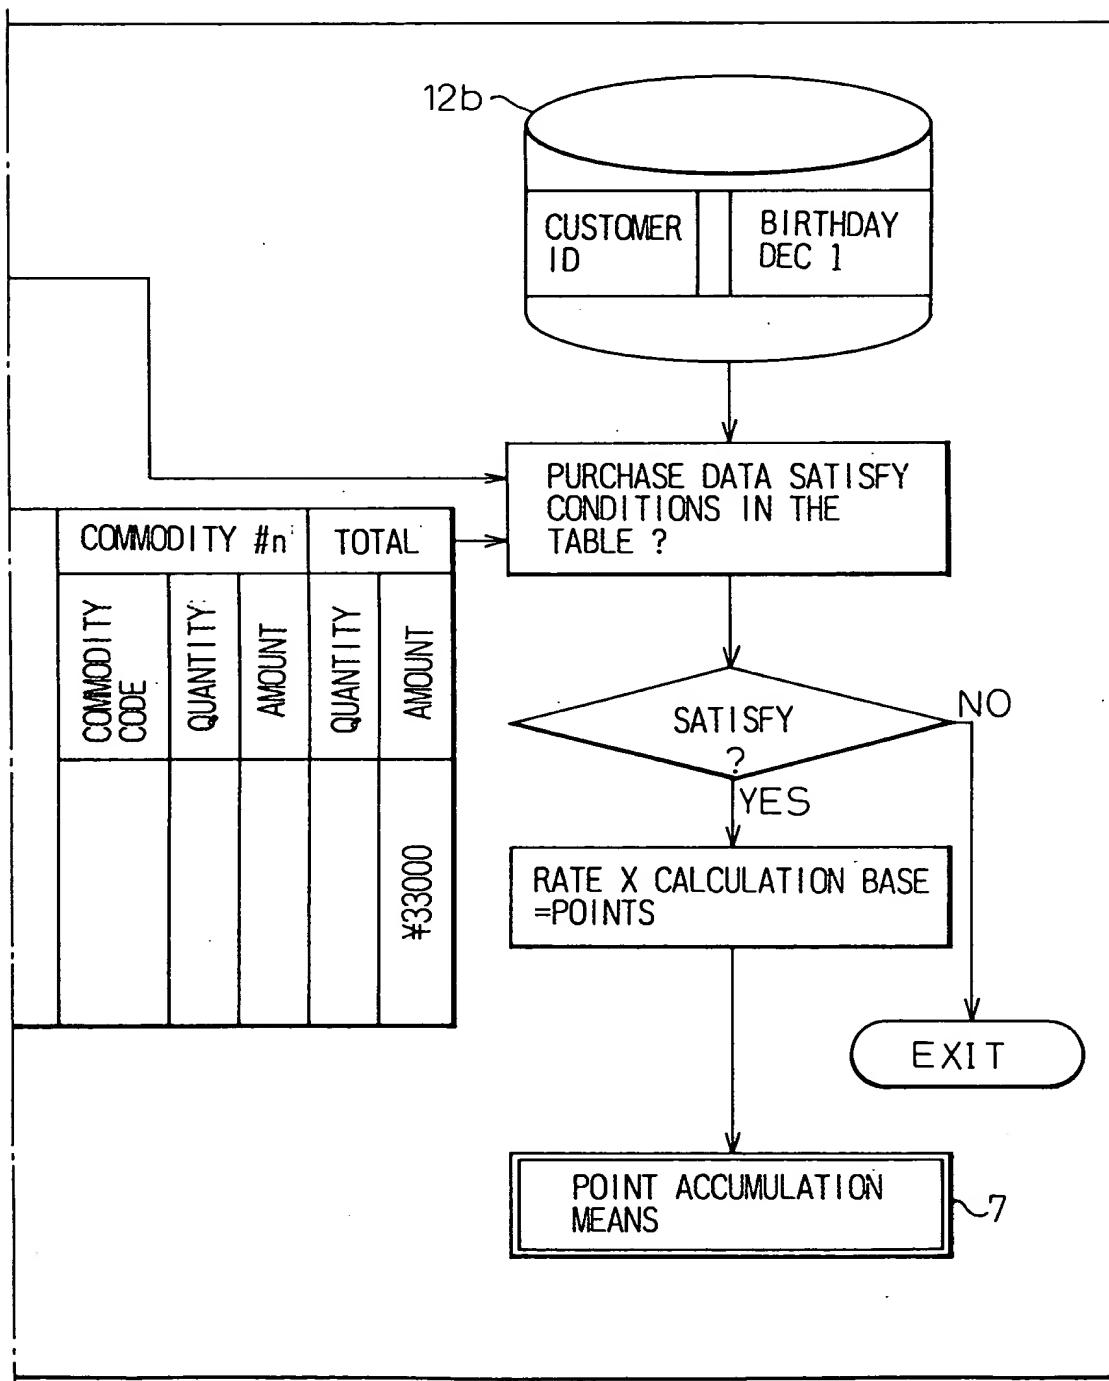 12b
CUSTOMER
ID
BIRTHDAY
DEC 1
PURCHASE DATA SATISFY
CONDITIONS IN THE
TABLE ?
COMMODITY #n
TOTAL
COMMODITY
CODE
QUANTITY
AMOUNT
QUANTITY
AMOUNT
¥33000
SATISFY
?
NO
YES
RATE X CALCULATION BASE
=POINTS
EXIT
POINT ACCUMULATION
MEANS
7